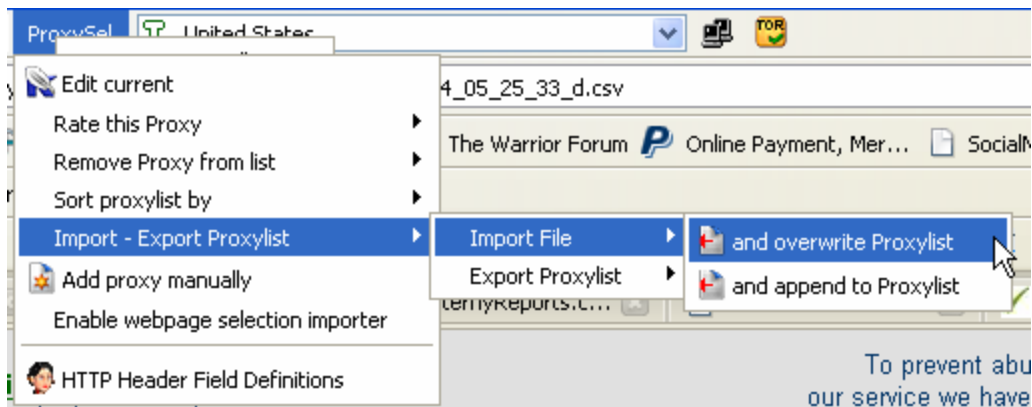 ProxySel United States
TOR
Edit current
4_05_25_33_d.csv
Rate this Proxy
The Warrior Forum Online Payment, Mer... SocialM
Remove Proxy from list
Sort proxylist by
Import - Export Proxylist
Import File
and overwrite Proxylist
Add proxy manually
Export Proxylist
and append to Proxylist
Enable webpage selection importer
HTTP Header Field Definitions
To prevent abu
our service we have